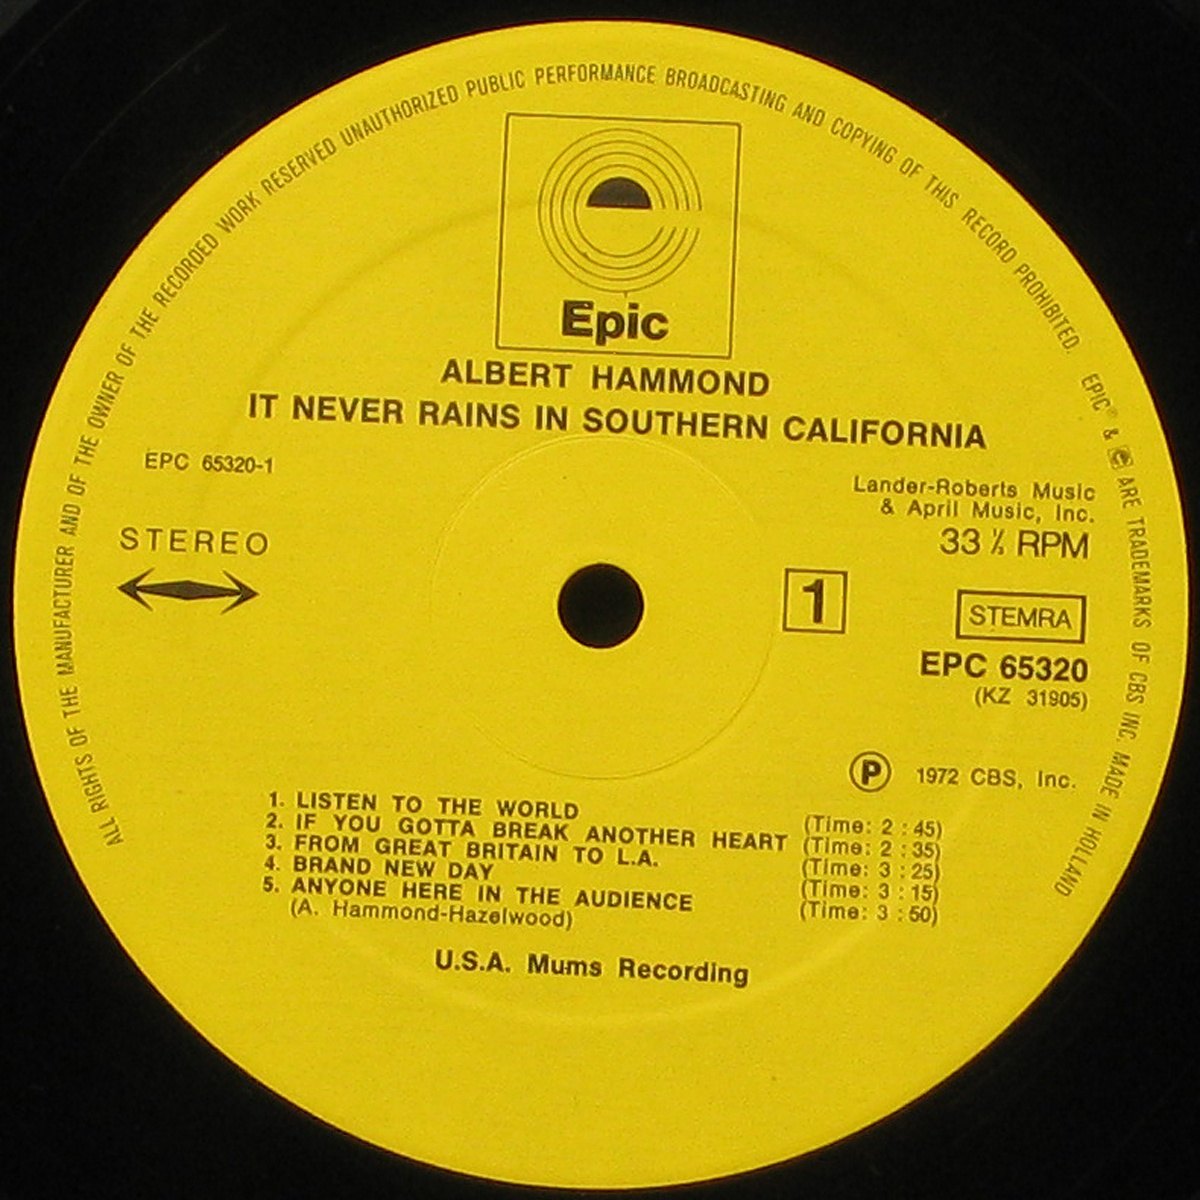 ALL RIGHTS OF THE MANUFACTURER AND OF THE OWNER OF THE RECORDED WORK RESERVED UNAUTHORIZED PUBLIC PERFORMANCE BROADCASTING AND COPYING OF THIS RECORD PROHIBITED. EPIC® & e ARE TRADEMARKS OF CBS INC. MADE IN HOLLAND
Epic
ALBERT HAMMOND
IT NEVER RAINS IN SOUTHERN CALIFORNIA
EPC 65320-1
Lander-Roberts Music
& April Music, Inc.
STEREO
33 ⅓ RPM
1
STEMRA
EPC 65320
(KZ 31905)
Ⓟ 1972 CBS, Inc.
1. LISTEN TO THE WORLD (Time: 2 : 45)
2. IF YOU GOTTA BREAK ANOTHER HEART (Time: 2 : 35)
3. FROM GREAT BRITAIN TO L.A. (Time: 3 : 25)
4. BRAND NEW DAY (Time: 3 : 15)
5. ANYONE HERE IN THE AUDIENCE (Time: 3 : 50)
(A. Hammond-Hazelwood)
U.S.A. Mums Recording